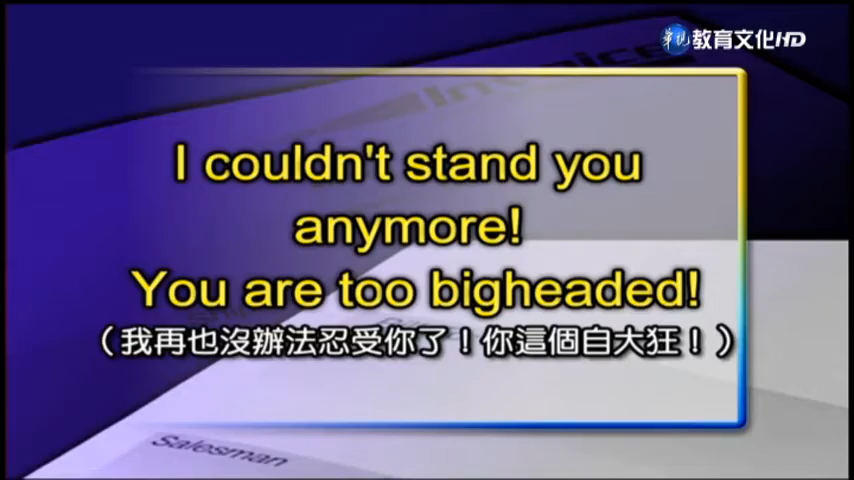 華視教育文化HD
Invoice
I couldn't stand you
anymore!
You are too bigheaded!
（我再也沒辦法忍受你了！你這個自大狂！）
Salesman